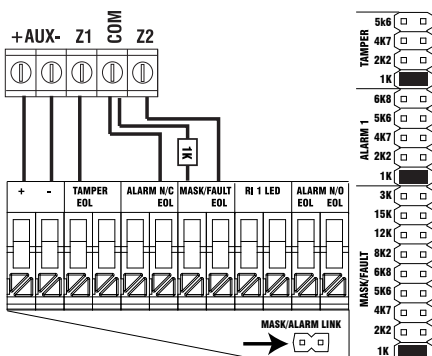 +AUX- Z1 COM Z2
1K
+ - TAMPER EOL ALARM N/C EOL MASK/FAULT EOL RJ 1 LED ALARM N/O EOL EOL
MASK/ALARM LINK
TAMPER
5k6
4K7
2K2
1K
ALARM 1
6K8
5K6
4K7
2K2
1K
MASK/FAULT
3K
15K
12K
8K2
6K8
5K6
4K7
2K2
1K